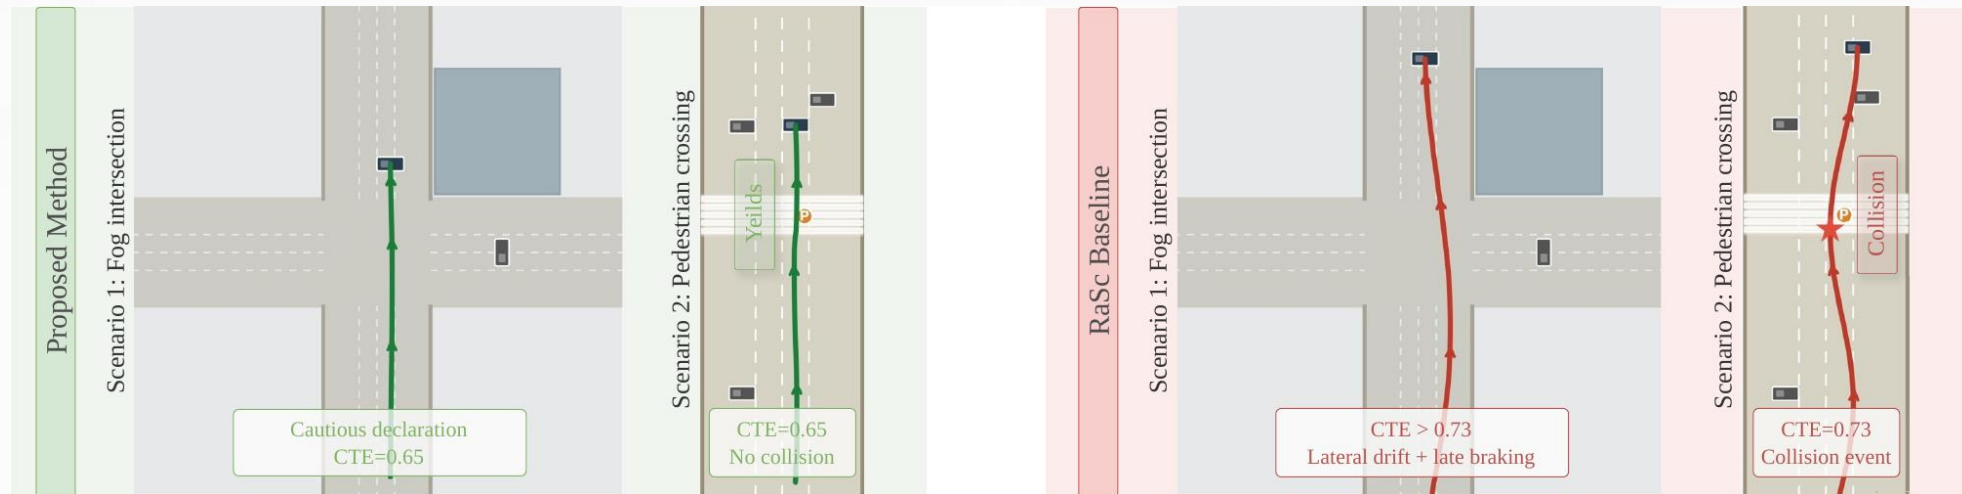 Proposed Method
Scenario 1: Fog intersection
Cautious declaration
CTE=0.65
Scenario 2: Pedestrian crossing
Yeilds
P
CTE=0.65
No collision
RaSc Baseline
Scenario 1: Fog intersection
CTE > 0.73
Lateral drift + late braking
Scenario 2: Pedestrian crossing
P
Collision
CTE=0.73
Collision event